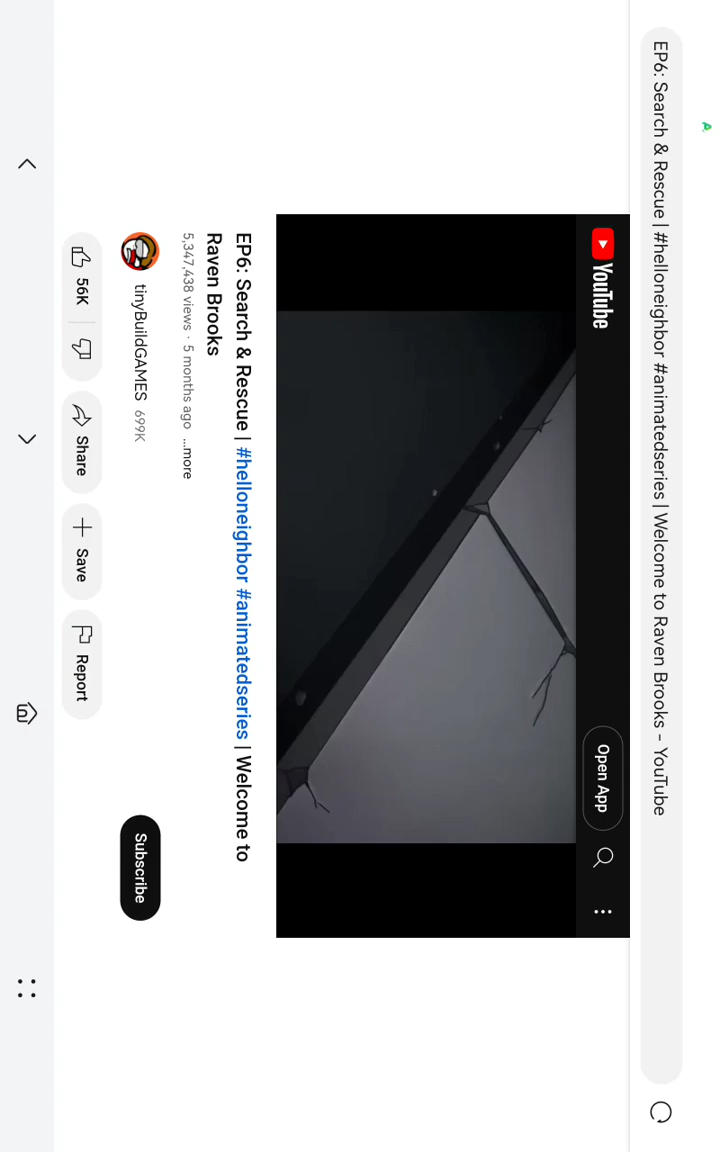 EP6: Search & Rescue | #helloneighbor #animatedseries | Welcome to Raven Brooks - YouTube
YouTube
Open App
EP6: Search & Rescue | #helloneighbor #animatedseries | Welcome to
Raven Brooks
5,347,438 views · 5 months ago ...more
tinyBuildGAMES 699K
Subscribe
56K
Share
Save
Report